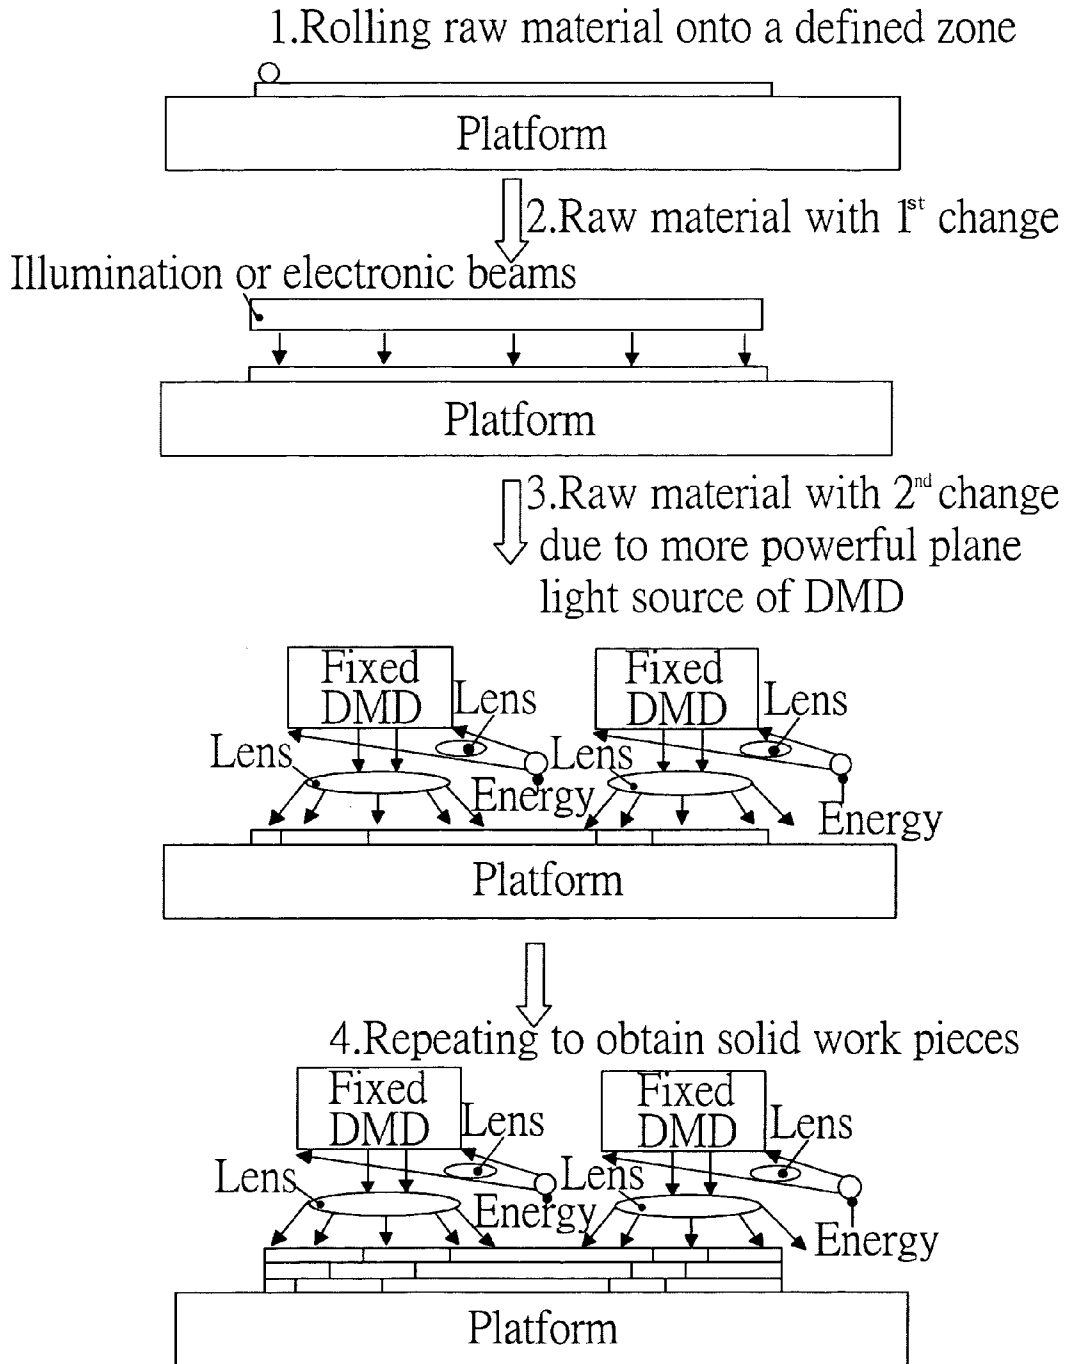 1.Rolling raw material onto a defined zone
Platform
2.Raw material with 1st change
Illumination or electronic beams
Platform
3.Raw material with 2nd change
due to more powerful plane
light source of DMD
Fixed
DMD
Lens
Lens
Energy
Fixed
DMD
Lens
Lens
Energy
Platform
4.Repeating to obtain solid work pieces
Fixed
DMD
Lens
Lens
Energy
Fixed
DMD
Lens
Lens
Energy
Platform